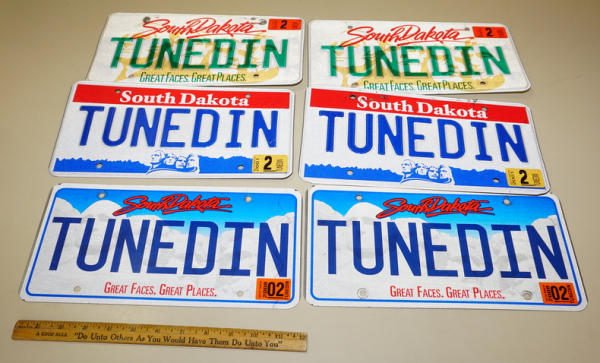 South Dakota 2
TUNEDIN
GREAT FACES. GREAT PLACES.
South Dakota 2
TUNEDIN
GREAT FACES. GREAT PLACES.
South Dakota
TUNEDIN
2
South Dakota
TUNEDIN
2
South Dakota
TUNEDIN
GREAT FACES. GREAT PLACES.
02
South Dakota
TUNEDIN
GREAT FACES. GREAT PLACES.
02
A GOOD RULE "Do Unto Others As You Would Have Them Do Unto You"